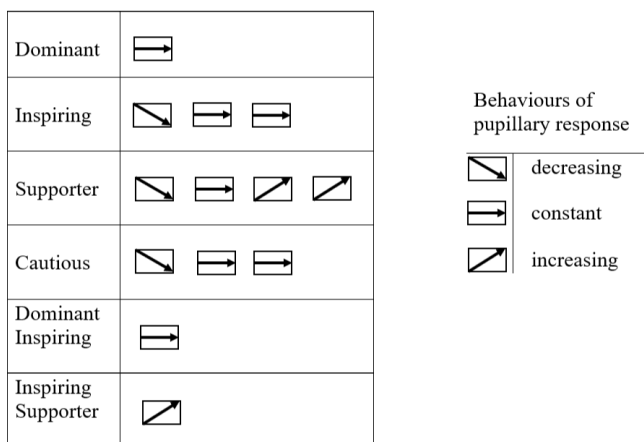 Dominant
Inspiring
Supporter
Cautious
Dominant
Inspiring
Inspiring
Supporter
Behaviours of
pupillary response
decreasing
constant
increasing